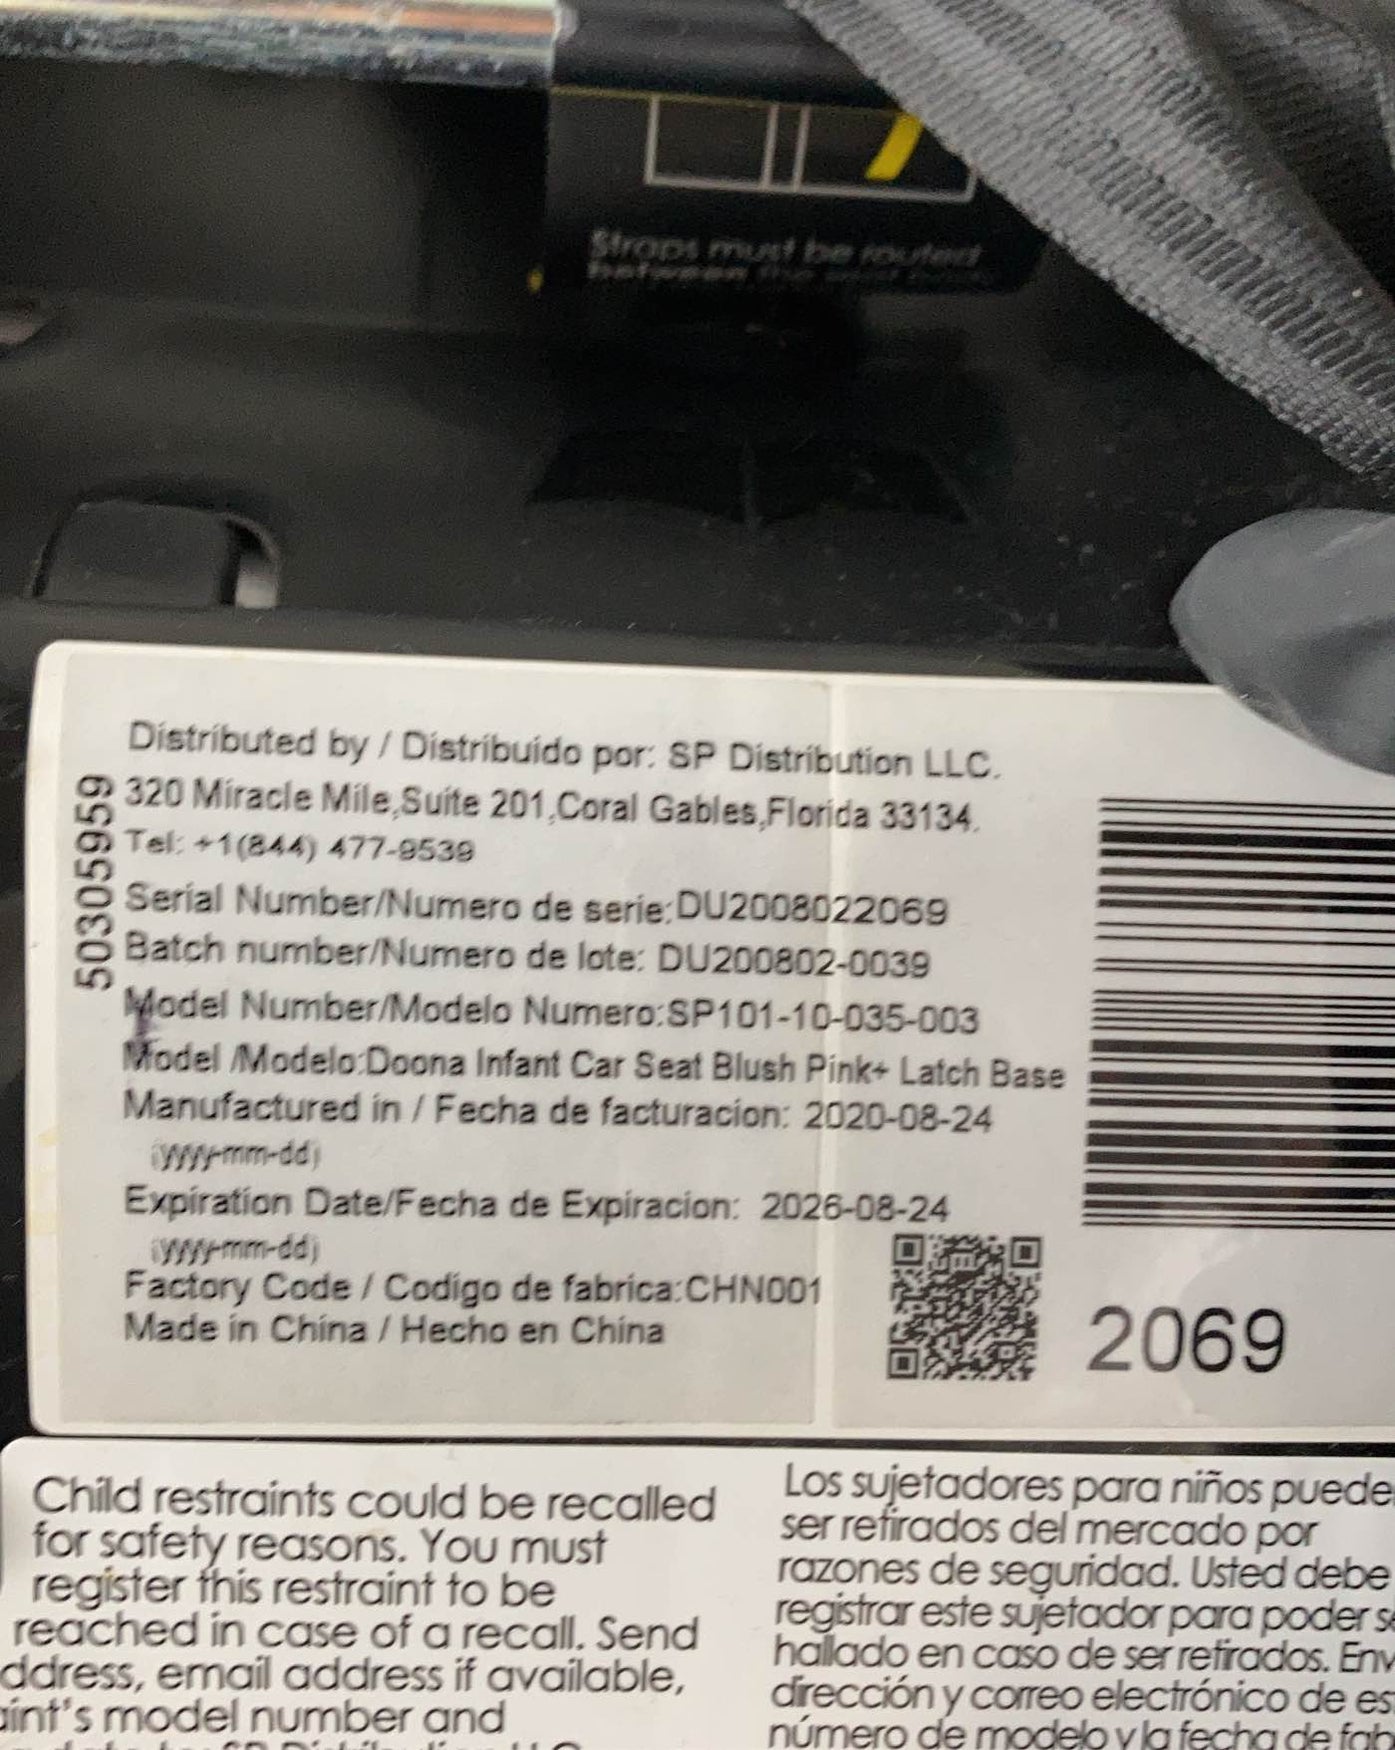 Straps must be routed
between
Distributed by / Distribuido por: SP Distribution LLC.
320 Miracle Mile,Suite 201,Coral Gables,Florida 33134.
Tel: +1(844) 477-9539
50305959
Serial Number/Numero de serie:DU2008022069
Batch number/Numero de lote: DU200802-0039
Model Number/Modelo Numero:SP101-10-035-003
Model /Modelo:Doona Infant Car Seat Blush Pink+ Latch Base
Manufactured in / Fecha de facturacion: 2020-08-24
(yyyy-mm-dd)
Expiration Date/Fecha de Expiracion: 2026-08-24
(yyyy-mm-dd)
Factory Code / Codigo de fabrica:CHN001
Made in China / Hecho en China
2069
Child restraints could be recalled
for safety reasons. You must
register this restraint to be
reached in case of a recall. Send
ddress, email address if available,
aint's model number and
Los sujetadores para niños puede
ser retirados del mercado por
razones de seguridad. Usted debe
registrar este sujetador para poder s
hallado en caso de ser retirados. Env
dirección y correo electrónico de es
número de modelo y la fecha de fab